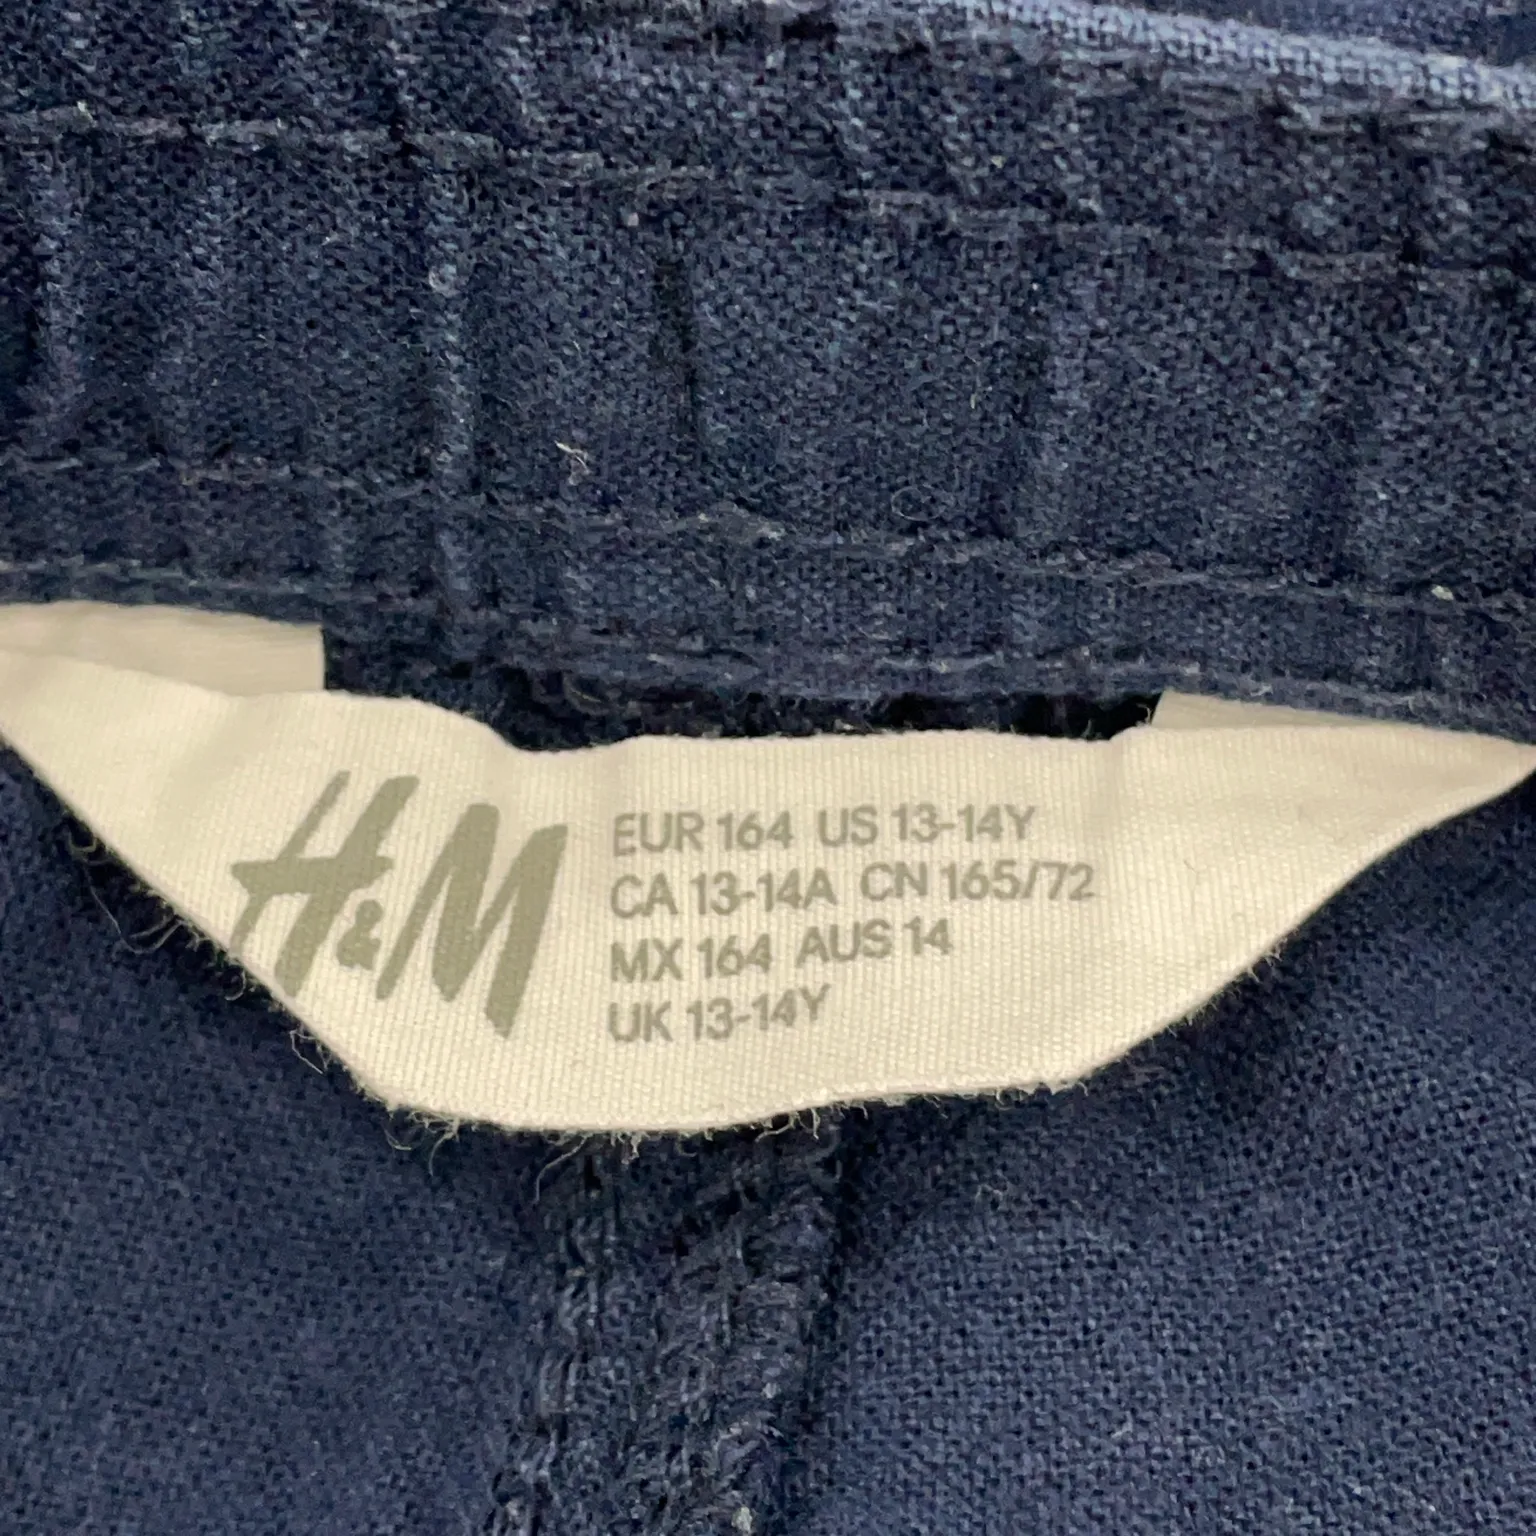 H&M
EUR 164 US 13-14Y
CA 13-14A CN 165/72
MX 164 AUS 14
UK 13-14Y